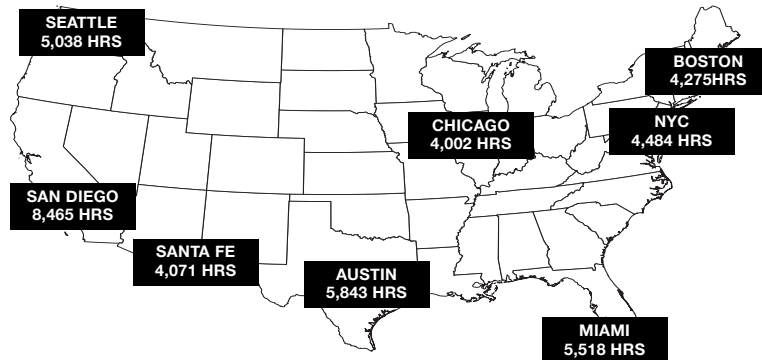 SEATTLE
5,038 HRS
BOSTON
4,275HRS
CHICAGO
4,002 HRS
NYC
4,484 HRS
SAN DIEGO
8,465 HRS
SANTA FE
4,071 HRS
AUSTIN
5,843 HRS
MIAMI
5,518 HRS